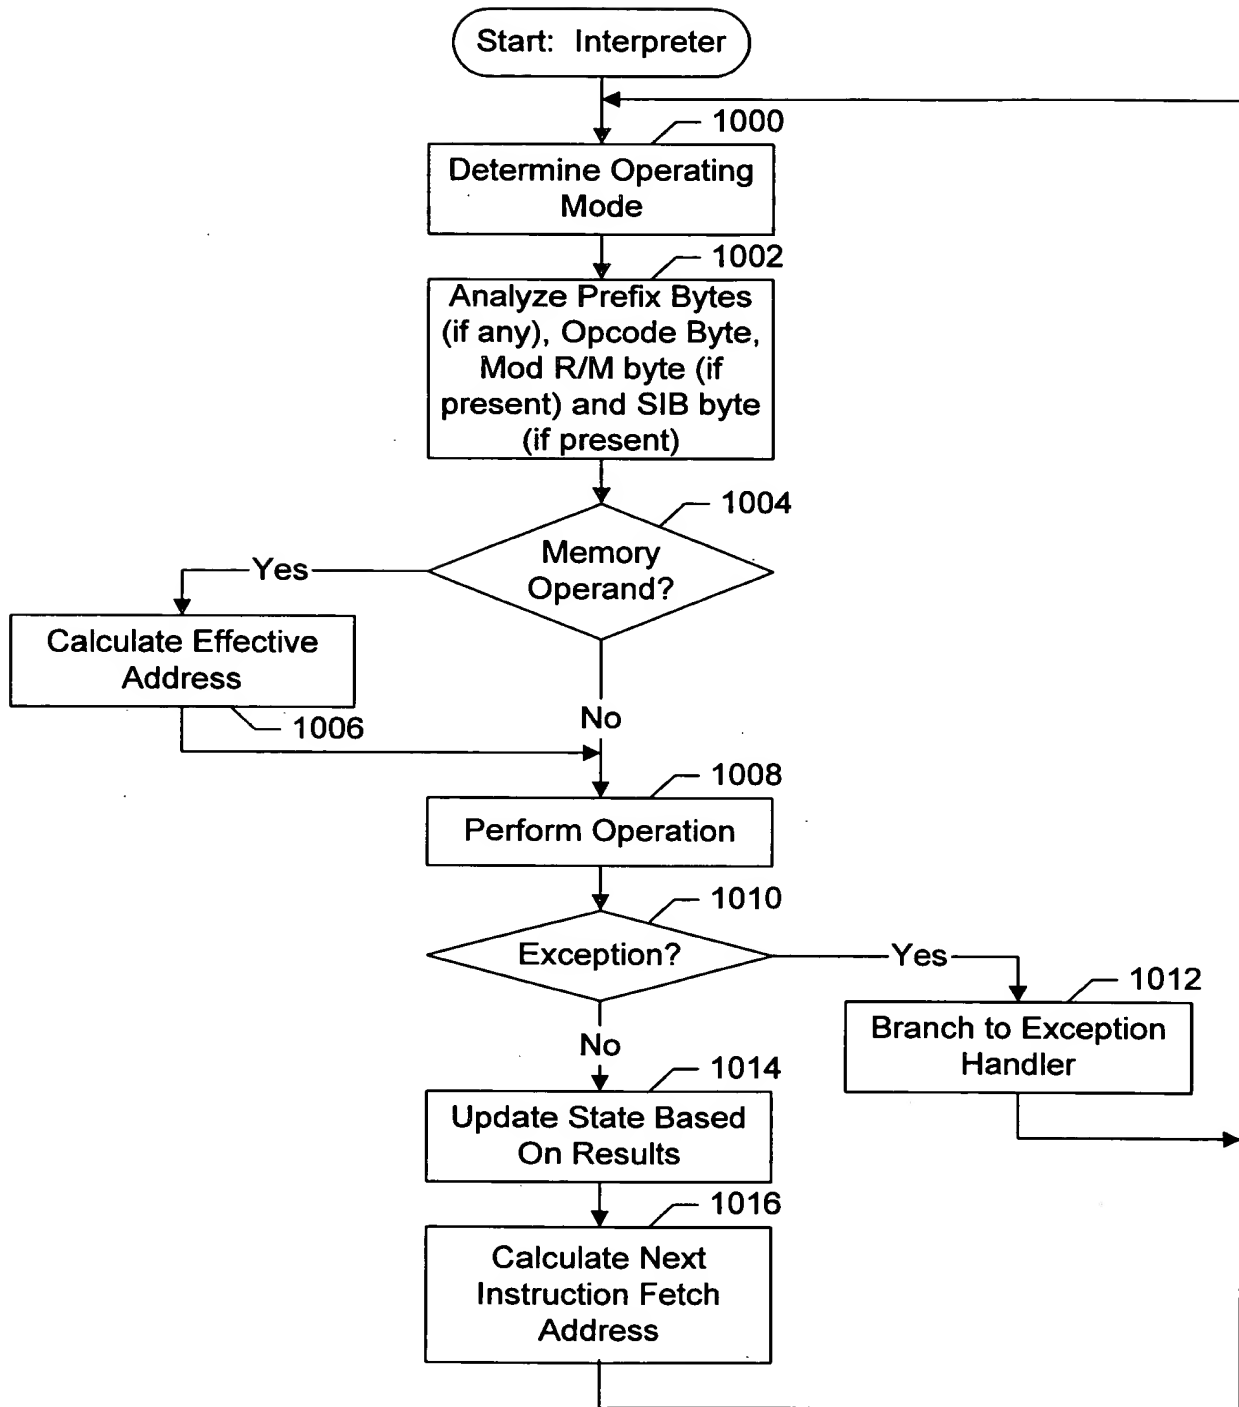 Start: Interpreter
1000
Determine Operating
Mode
1002
Analyze Prefix Bytes
(if any), Opcode Byte,
Mod R/M byte (if
present) and SIB byte
(if present)
1004
Memory
Operand?
Yes
Calculate Effective
Address
1006
No
1008
Perform Operation
1010
Exception?
Yes
1012
Branch to Exception
Handler
No
1014
Update State Based
On Results
1016
Calculate Next
Instruction Fetch
Address